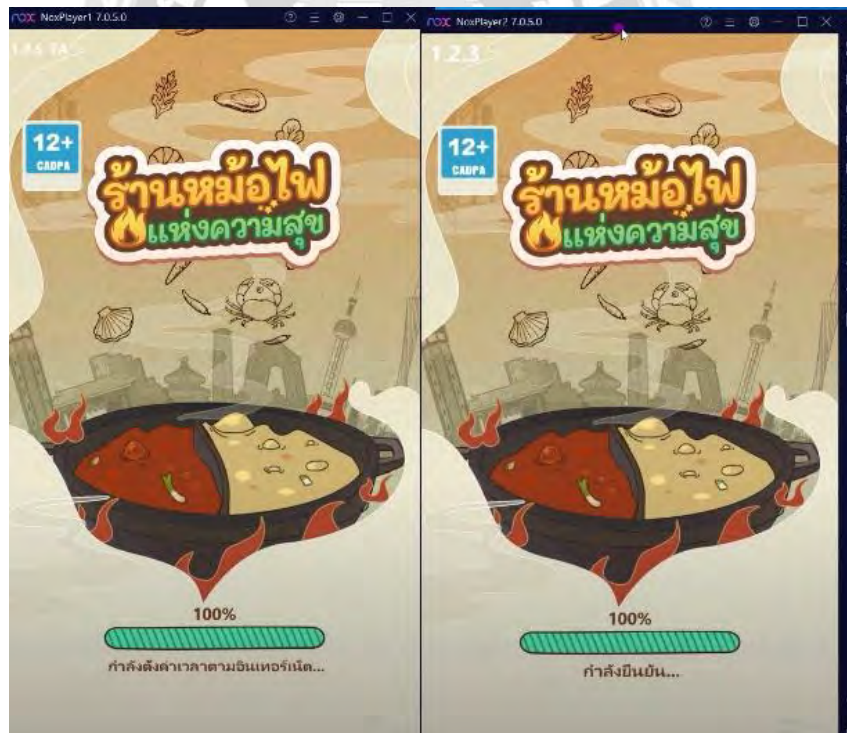 NoxPlayer1 7.0.5.0
12+
CADPA
ร้านหม้อไฟ
แห่งความสุข
100%
กำลังตั้งค่าเวลาตามอินเทอร์เน็ต...
NoxPlayer2 7.0.5.0
1.2.3
12+
CADPA
ร้านหม้อไฟ
แห่งความสุข
100%
กำลังยืนยัน...